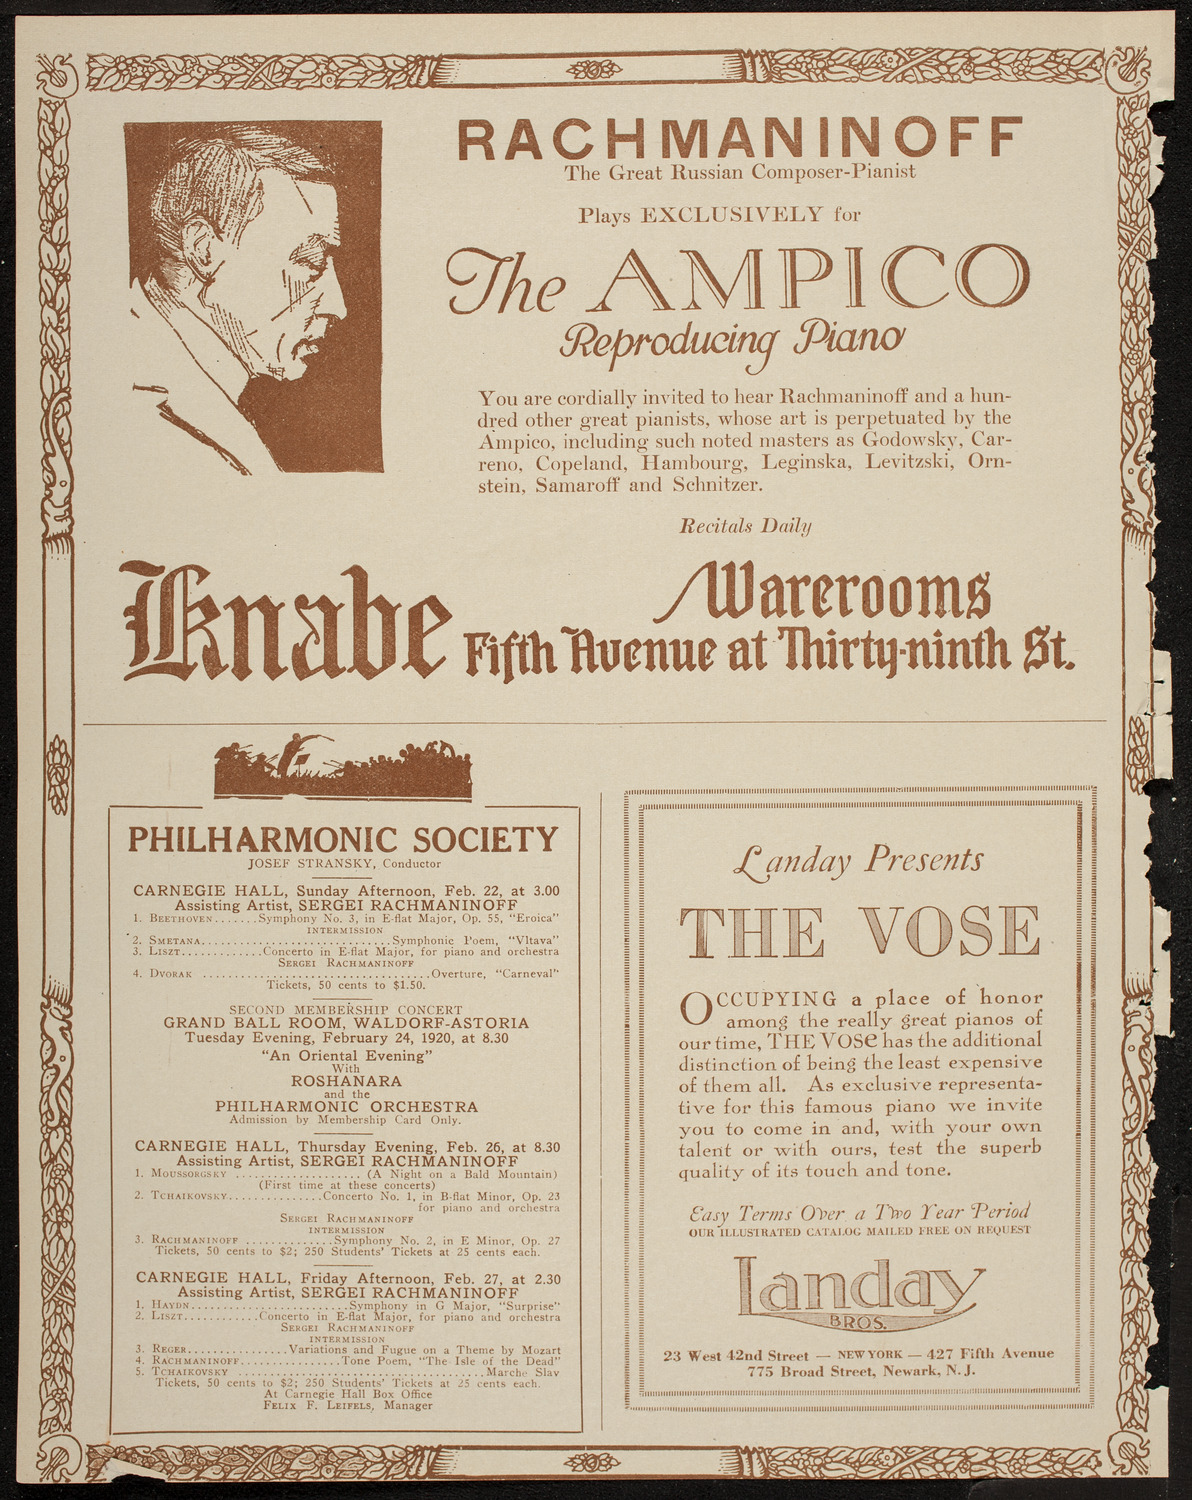 RACHMANINOFF
The Great Russian Composer-Pianist
Plays EXCLUSIVELY for
The AMPICO
Reproducing Piano
You are cordially invited to hear Rachmaninoff and a hun-
dred other great pianists, whose art is perpetuated by the
Ampico, including such noted masters as Godowsky, Car-
reno, Copeland, Hambourg, Leginska, Levitzski, Orn-
stein, Samaroff and Schnitzer.
Recitals Daily
Knabe Warerooms
Fifth Avenue at Thirty-ninth St.
PHILHARMONIC SOCIETY
JOSEF STRANSKY, Conductor
CARNEGIE HALL, Sunday Afternoon, Feb. 22, at 3.00
Assisting Artist, SERGEI RACHMANINOFF
1. BEETHOVEN.......Symphony No. 3, in E-flat Major, Op. 55, "Eroica"
INTERMISSION
2. SMETANA.............................Symphonic Poem, "Vltava"
3. LISZT.............Concerto in E-flat Major, for piano and orchestra
SERGEI RACHMANINOFF
4. DVORAK ...................................Overture, "Carneval"
Tickets, 50 cents to $1.50.
SECOND MEMBERSHIP CONCERT
GRAND BALL ROOM, WALDORF-ASTORIA
Tuesday Evening, February 24, 1920, at 8.30
"An Oriental Evening"
With
ROSHANARA
and the
PHILHARMONIC ORCHESTRA
Admission by Membership Card Only.
CARNEGIE HALL, Thursday Evening, Feb. 26, at 8.30
Assisting Artist, SERGEI RACHMANINOFF
1. MOUSSORGSKY ................... (A Night on a Bald Mountain)
(First time at these concerts)
2. TCHAIKOVSKY...............Concerto No. 1, in B-flat Minor, Op. 23
for piano and orchestra
SERGEI RACHMANINOFF
INTERMISSION
3. RACHMANINOFF ..............Symphony No. 2, in E Minor, Op. 27
Tickets, 50 cents to $2; 250 Students' Tickets at 25 cents each.
CARNEGIE HALL, Friday Afternoon, Feb. 27, at 2.30
Assisting Artist, SERGEI RACHMANINOFF
1. HAYDN.........................Symphony in G Major, "Surprise"
2. LISZT............Concerto in E-flat Major, for piano and orchestra
SERGEI RACHMANINOFF
INTERMISSION
3. REGER................Variations and Fugue on a Theme by Mozart
4. RACHMANINOFF................Tone Poem, "The Isle of the Dead"
5. TCHAIKOVSKY .......................................Marche Slav
Tickets, 50 cents to $2; 250 Students' Tickets at 25 cents each.
At Carnegie Hall Box Office
FELIX F. LEIFELS, Manager
Landay Presents
THE VOSE
OCCUPYING a place of honor
among the really great pianos of
our time, THE VOSE has the additional
distinction of being the least expensive
of them all. As exclusive representa-
tive for this famous piano we invite
you to come in and, with your own
talent or with ours, test the superb
quality of its touch and tone.
Easy Terms Over a Two Year Period
OUR ILLUSTRATED CATALOG MAILED FREE ON REQUEST
Landay
BROS.
23 West 42nd Street — NEW YORK — 427 Fifth Avenue
775 Broad Street, Newark, N. J.